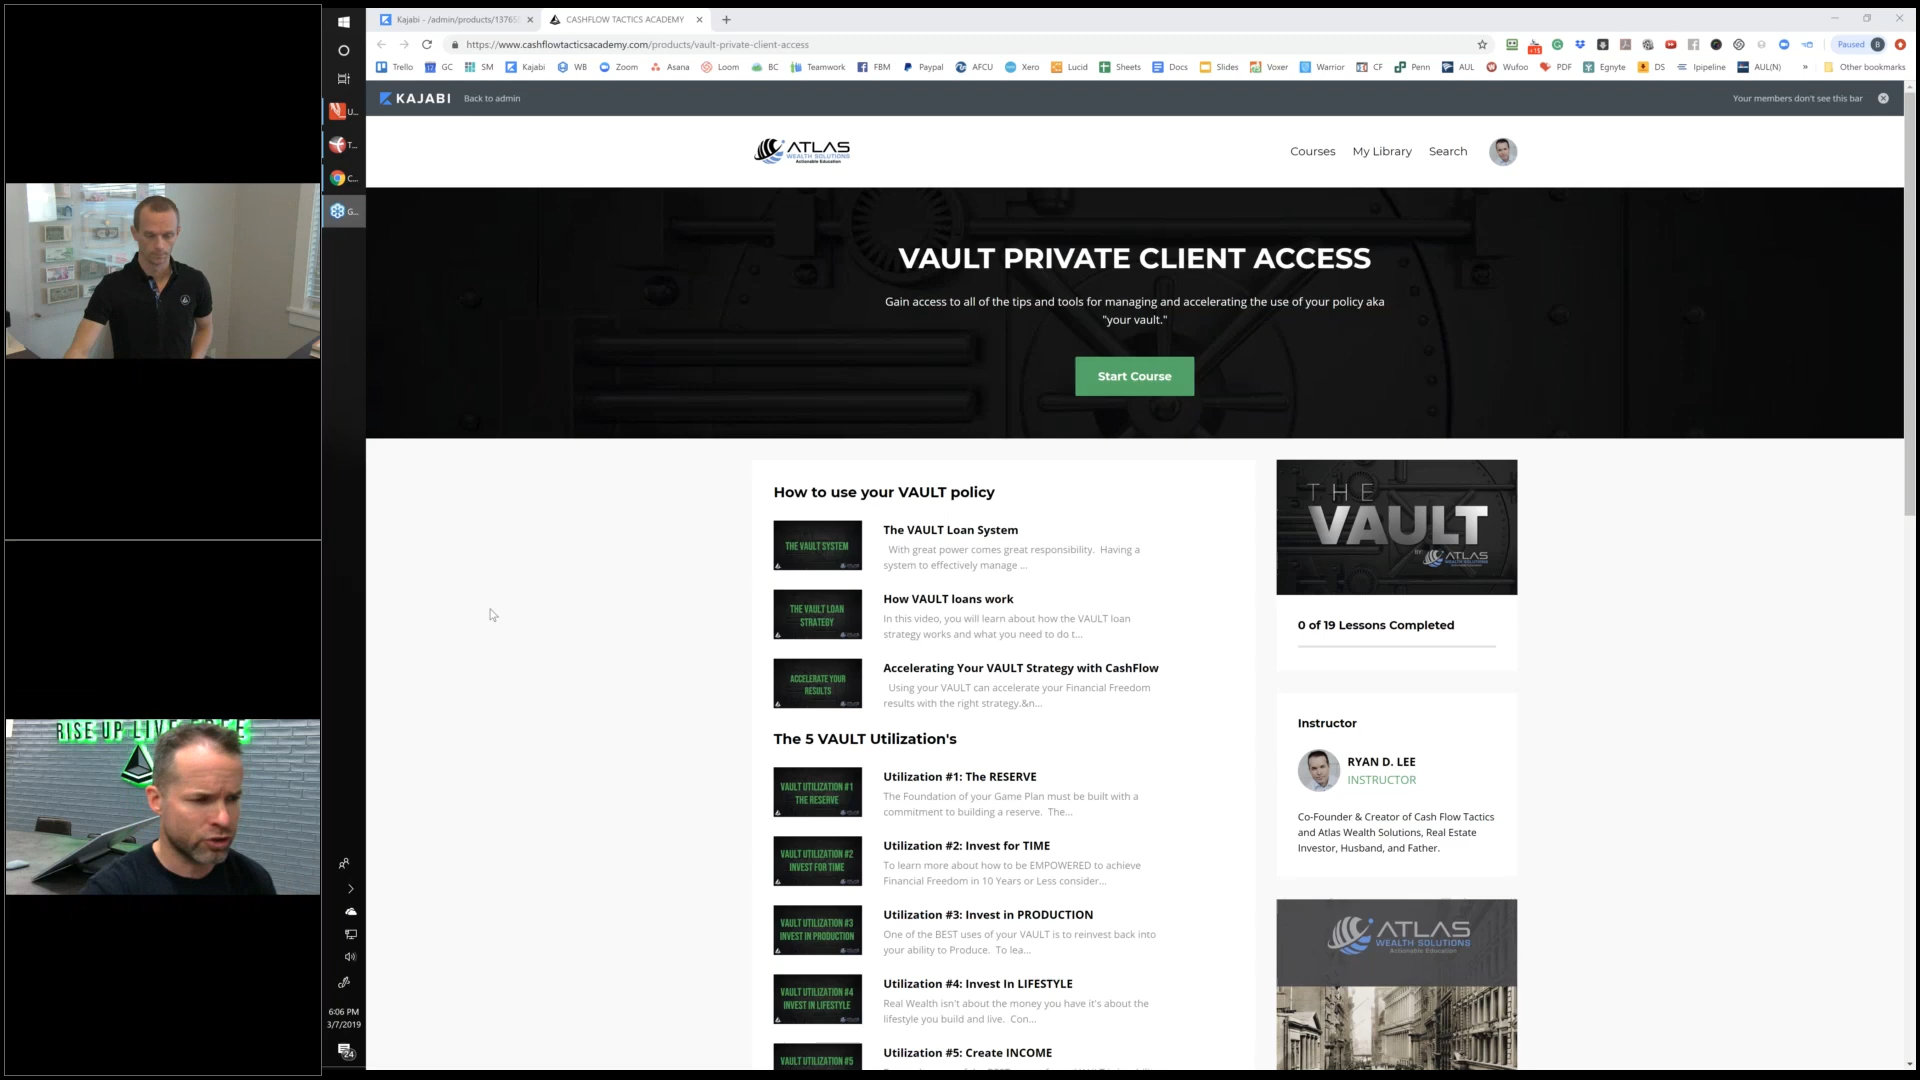 Kajabi - /admin/products/13765
CASHFLOW TACTICS ACADEMY
https://www.cashflowtacticsacademy.com/products/vault-private-client-access
Paused B
Trello GC SM Kajabi WB Zoom Asana Loom BC Teamwork FBM Paypal AFCU Xero Lucid Sheets Docs Slides Voxer Warrior CF Penn AUL Wufoo PDF Egnyte DS Ipipeline AUL(N) » Other bookmarks
KAJABI Back to admin
Your members don't see this bar
ATLAS
WEALTH SOLUTIONS
Actionable Education
Courses My Library Search
VAULT PRIVATE CLIENT ACCESS
Gain access to all of the tips and tools for managing and accelerating the use of your policy aka
"your vault."
Start Course
How to use your VAULT policy
THE VAULT SYSTEM
The VAULT Loan System
With great power comes great responsibility. Having a
system to effectively manage ...
THE VAULT LOAN
STRATEGY
How VAULT loans work
In this video, you will learn about how the VAULT loan
strategy works and what you need to do t...
ACCELERATE YOUR
RESULTS
Accelerating Your VAULT Strategy with CashFlow
Using your VAULT can accelerate your Financial Freedom
results with the right strategy.&n...
The 5 VAULT Utilization's
VAULT UTILIZATION #1
THE RESERVE
Utilization #1: The RESERVE
The Foundation of your Game Plan must be built with a
commitment to building a reserve. The...
VAULT UTILIZATION #2
INVEST FOR TIME
Utilization #2: Invest for TIME
To learn more about how to be EMPOWERED to achieve
Financial Freedom in 10 Years or Less consider...
VAULT UTILIZATION #3
INVEST IN PRODUCTION
Utilization #3: Invest in PRODUCTION
One of the BEST uses of your VAULT is to reinvest back into
your ability to Produce. To lea...
VAULT UTILIZATION #4
INVEST IN LIFESTYLE
Utilization #4: Invest In LIFESTYLE
Real Wealth isn't about the money you have it's about the
lifestyle you build and live. Con...
VAULT UTILIZATION #5
Utilization #5: Create INCOME
THE
VAULT
by ATLAS
WEALTH SOLUTIONS
0 of 19 Lessons Completed
Instructor
RYAN D. LEE
INSTRUCTOR
Co-Founder & Creator of Cash Flow Tactics
and Atlas Wealth Solutions, Real Estate
Investor, Husband, and Father.
ATLAS
WEALTH SOLUTIONS
Actionable Education
U...
T...
C...
G...
RISE UP LIVE FREE
6:06 PM
3/7/2019
24